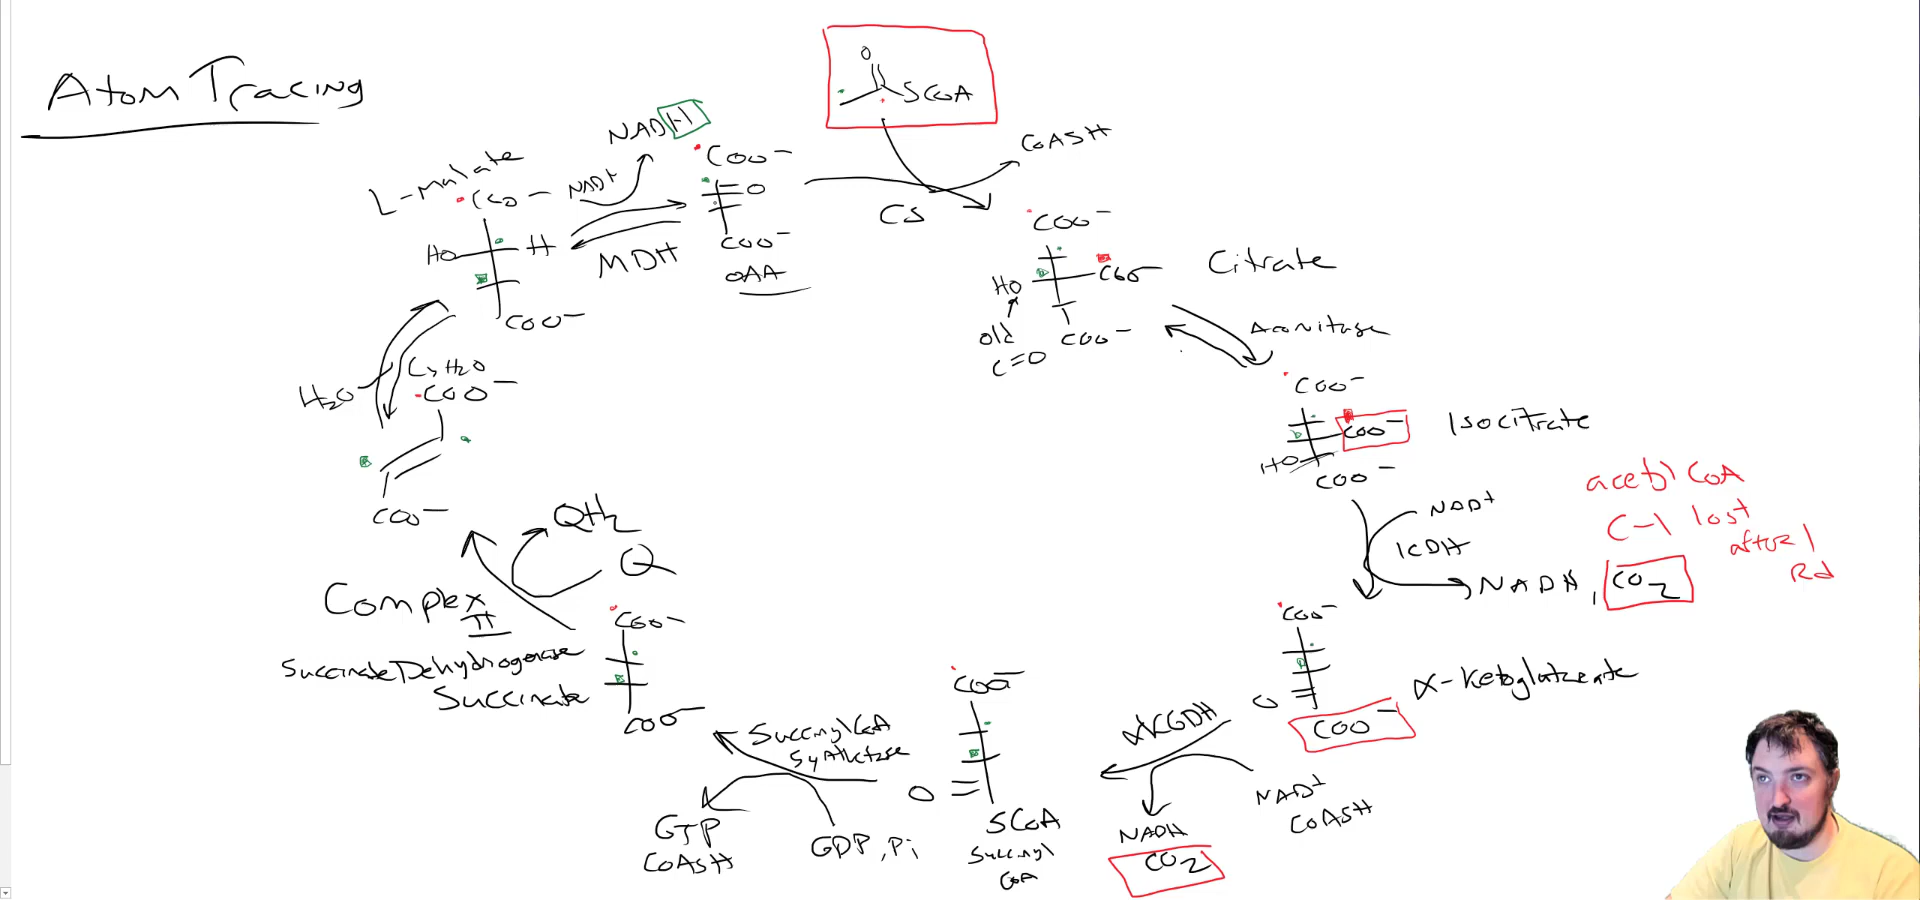 Atom Tracing
O
SCoA
NADH
CoASH
L-malate
COO-
NAD+
COO-
=O
HO
H
MDH
COO-
OAA
COO-
CS
COO-
HO
COO-
Citrate
old
C=O
COO-
Aconitase
H2O
H2O
COO-
COO-
COO-
COO-
HO
COO-
Isocitrate
acetyl CoA
C-1 lost
after 1
Rd
NAD+
ICDH
NADH, CO2
QH2
Q
Complex
II
COO-
Succinate Dehydrogenase
Succinate
COO-
COO-
O
COO-
α-Ketoglutarate
COO-
Succinyl CoA
Synthetase
αKGDH
O
SCoA
Succinyl
CoA
GTP
CoASH
GDP, Pi
NAD+
CoASH
NADH
CO2